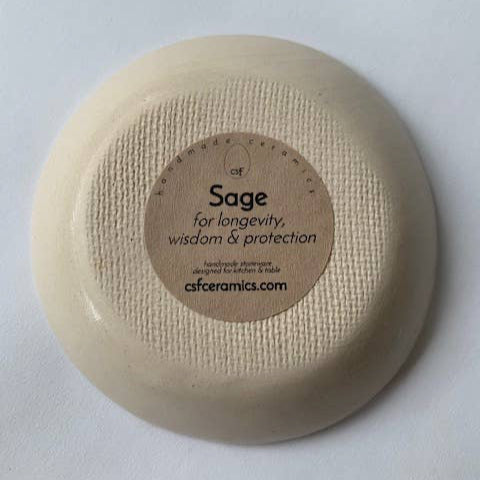 handmade ceramics
csf
Sage
for longevity,
wisdom & protection
handmade stoneware
designed for kitchen & table
csfceramics.com